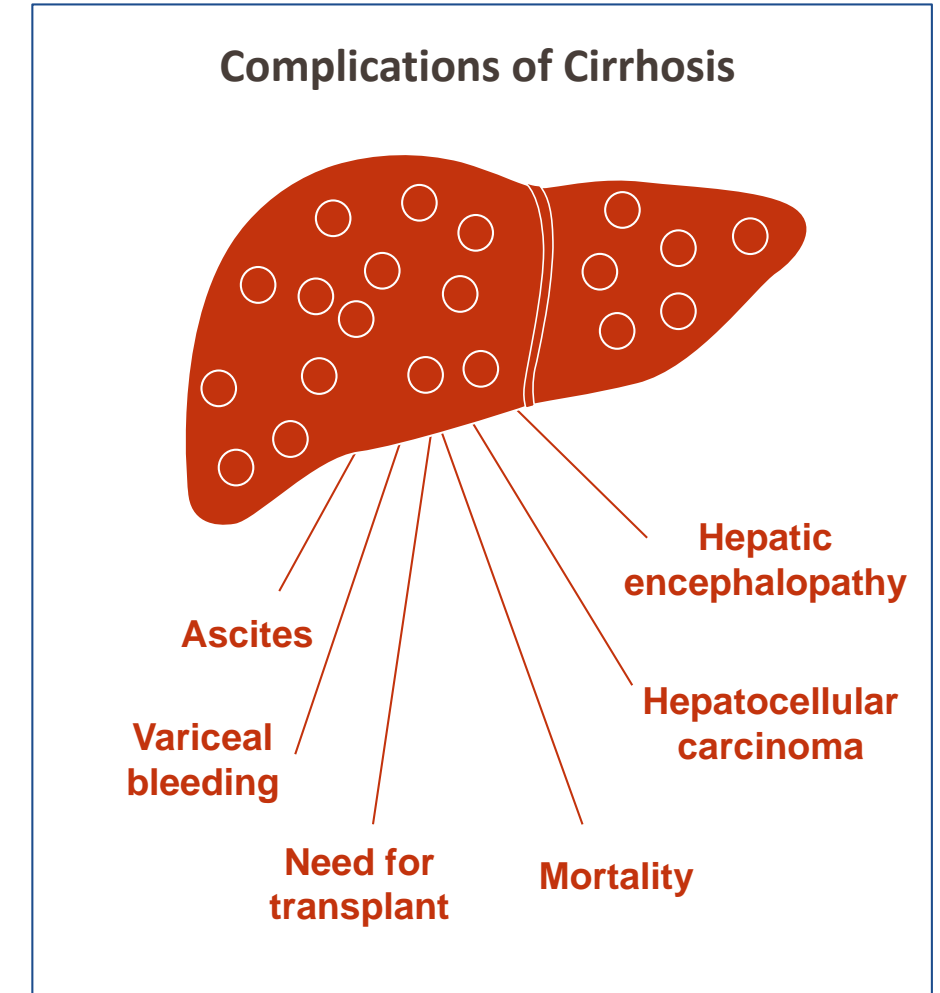 Complications of Cirrhosis
Hepatic
encephalopathy
Ascites
Hepatocellular
carcinoma
Variceal
bleeding
Need for
transplant
Mortality